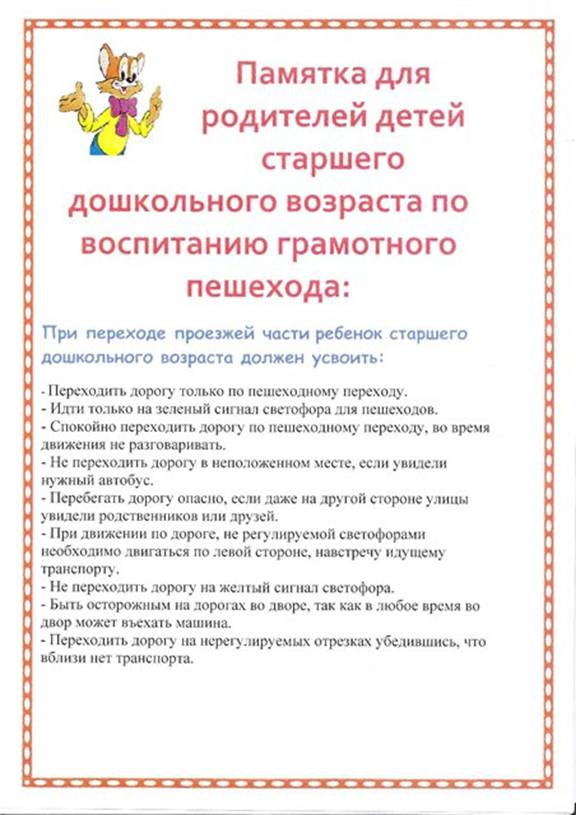 Памятка для
родителей детей
старшего
дошкольного возраста по
воспитанию грамотного
пешехода:
При переходе проезжей части ребенок старшего
дошкольного возраста должен усвоить:
- Переходить дорогу только по пешеходному переходу.
- Идти только на зеленый сигнал светофора для пешеходов.
- Спокойно переходить дорогу по пешеходному переходу, во время
движения не разговаривать.
- Не переходить дорогу в неположенном месте, если увидели
нужный автобус.
- Перебегать дорогу опасно, если даже на другой стороне улицы
увидели родственников или друзей.
- При движении по дороге, не регулируемой светофорами
необходимо двигаться по левой стороне, навстречу идущему
транспорту.
- Не переходить дорогу на желтый сигнал светофора.
- Быть осторожным на дорогах во дворе, так как в любое время во
двор может въехать машина.
- Переходить дорогу на нерегулируемых отрезках убедившись, что
вблизи нет транспорта.